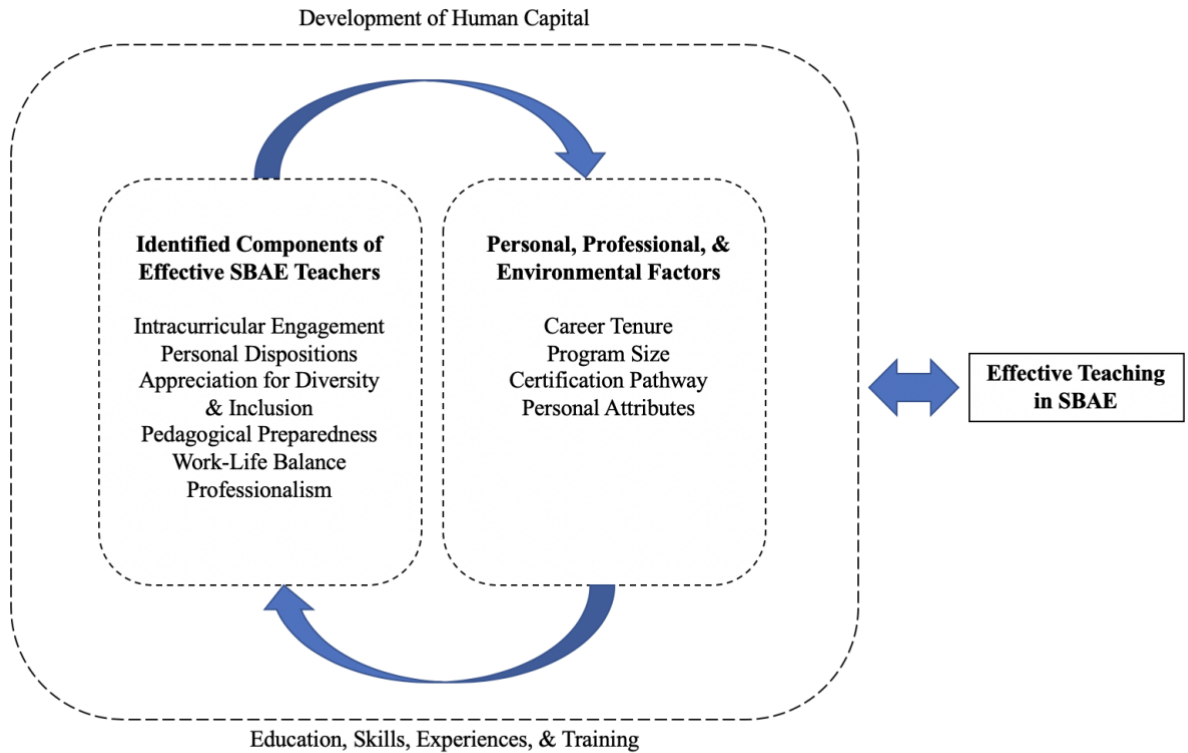 Development of Human Capital
Identified Components of
Effective SBAE Teachers
Intracurricular Engagement
Personal Dispositions
Appreciation for Diversity
& Inclusion
Pedagogical Preparedness
Work-Life Balance
Professionalism
Personal, Professional, &
Environmental Factors
Career Tenure
Program Size
Certification Pathway
Personal Attributes
Effective Teaching
in SBAE
Education, Skills, Experiences, & Training